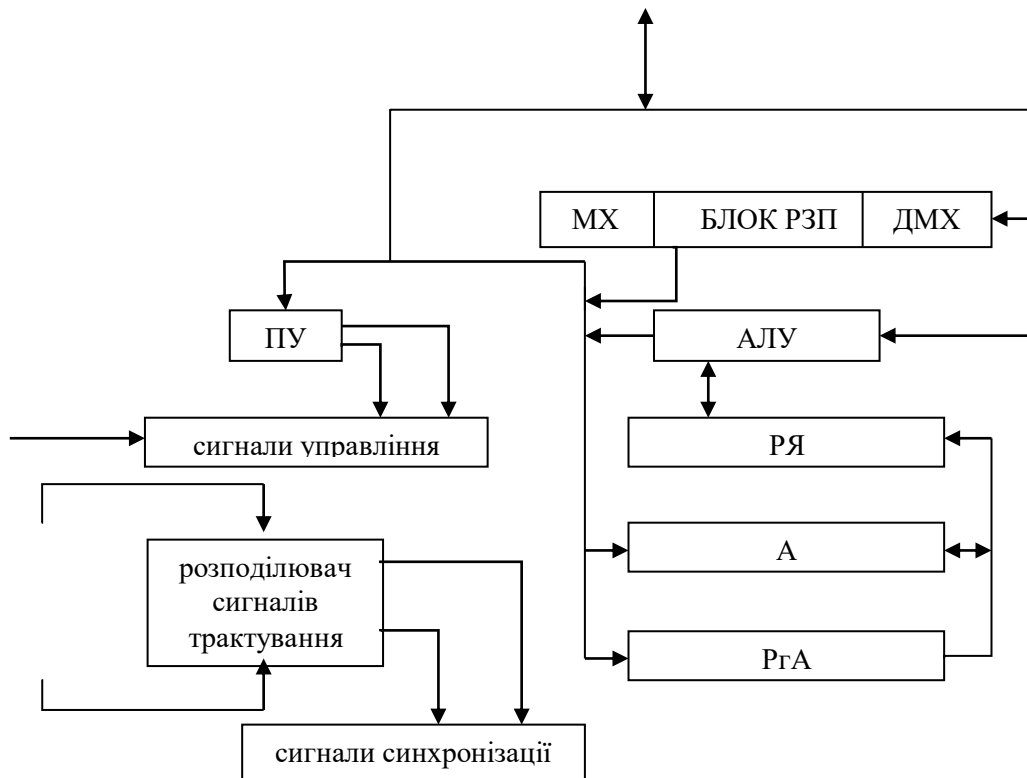 МХ БЛОК РЗП ДМХ
ПУ
АЛУ
сигнали управління
РЯ
розподілювач
сигналів
трактування
А
РгА
сигнали синхронізації